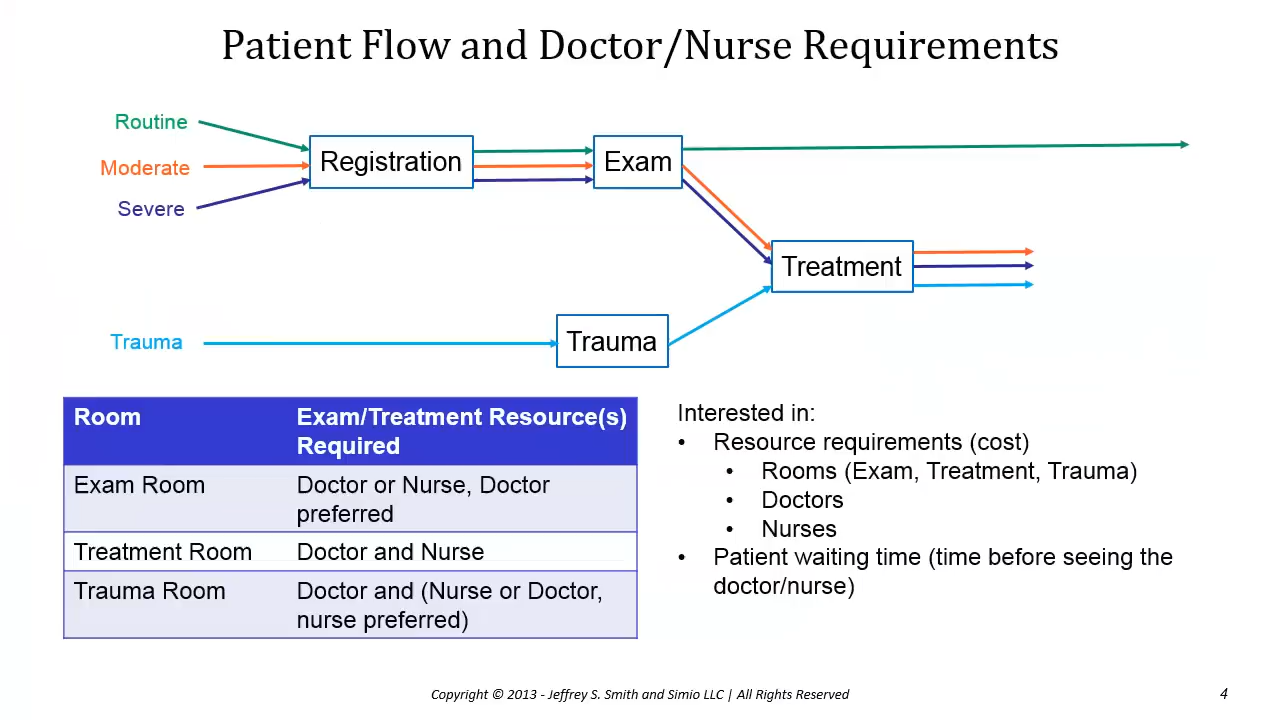 Patient Flow and Doctor/Nurse Requirements
Routine
Moderate
Severe
Registration
Exam
Treatment
Trauma
Trauma
Room
Exam/Treatment Resource(s)
Required
Exam Room
Doctor or Nurse, Doctor
preferred
Treatment Room
Doctor and Nurse
Trauma Room
Doctor and (Nurse or Doctor,
nurse preferred)
Interested in:
• Resource requirements (cost)
• Rooms (Exam, Treatment, Trauma)
• Doctors
• Nurses
• Patient waiting time (time before seeing the
doctor/nurse)
Copyright © 2013 - Jeffrey S. Smith and Simio LLC | All Rights Reserved
4